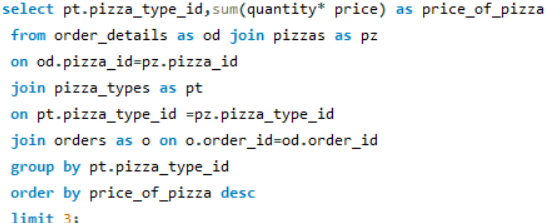 select pt.pizza_type_id,sum(quantity* price) as price_of_pizza
from order_details as od join pizzas as pz
on od.pizza_id=pz.pizza_id
join pizza_types as pt
on pt.pizza_type_id =pz.pizza_type_id
join orders as o on o.order_id=od.order_id
group by pt.pizza_type_id
order by price_of_pizza desc
limit 3;